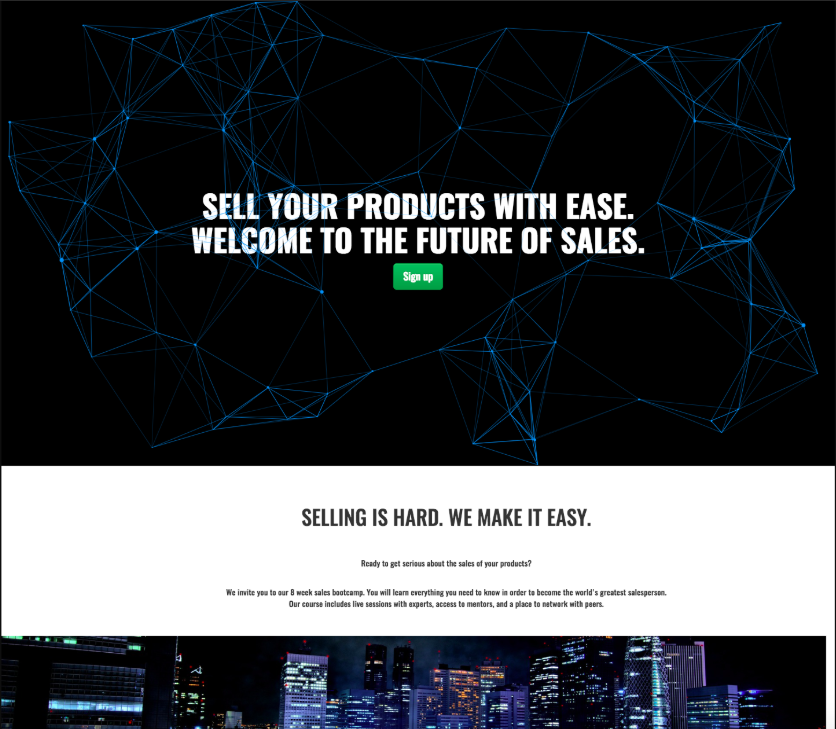 SELL YOUR PRODUCTS WITH EASE.
WELCOME TO THE FUTURE OF SALES.
Sign up
SELLING IS HARD. WE MAKE IT EASY.
Ready to get serious about the sales of your products?
We invite you to our 8 week sales bootcamp. You will learn everything you need to know in order to become the world's greatest salesperson.
Our course includes live sessions with experts, access to mentors, and a place to network with peers.